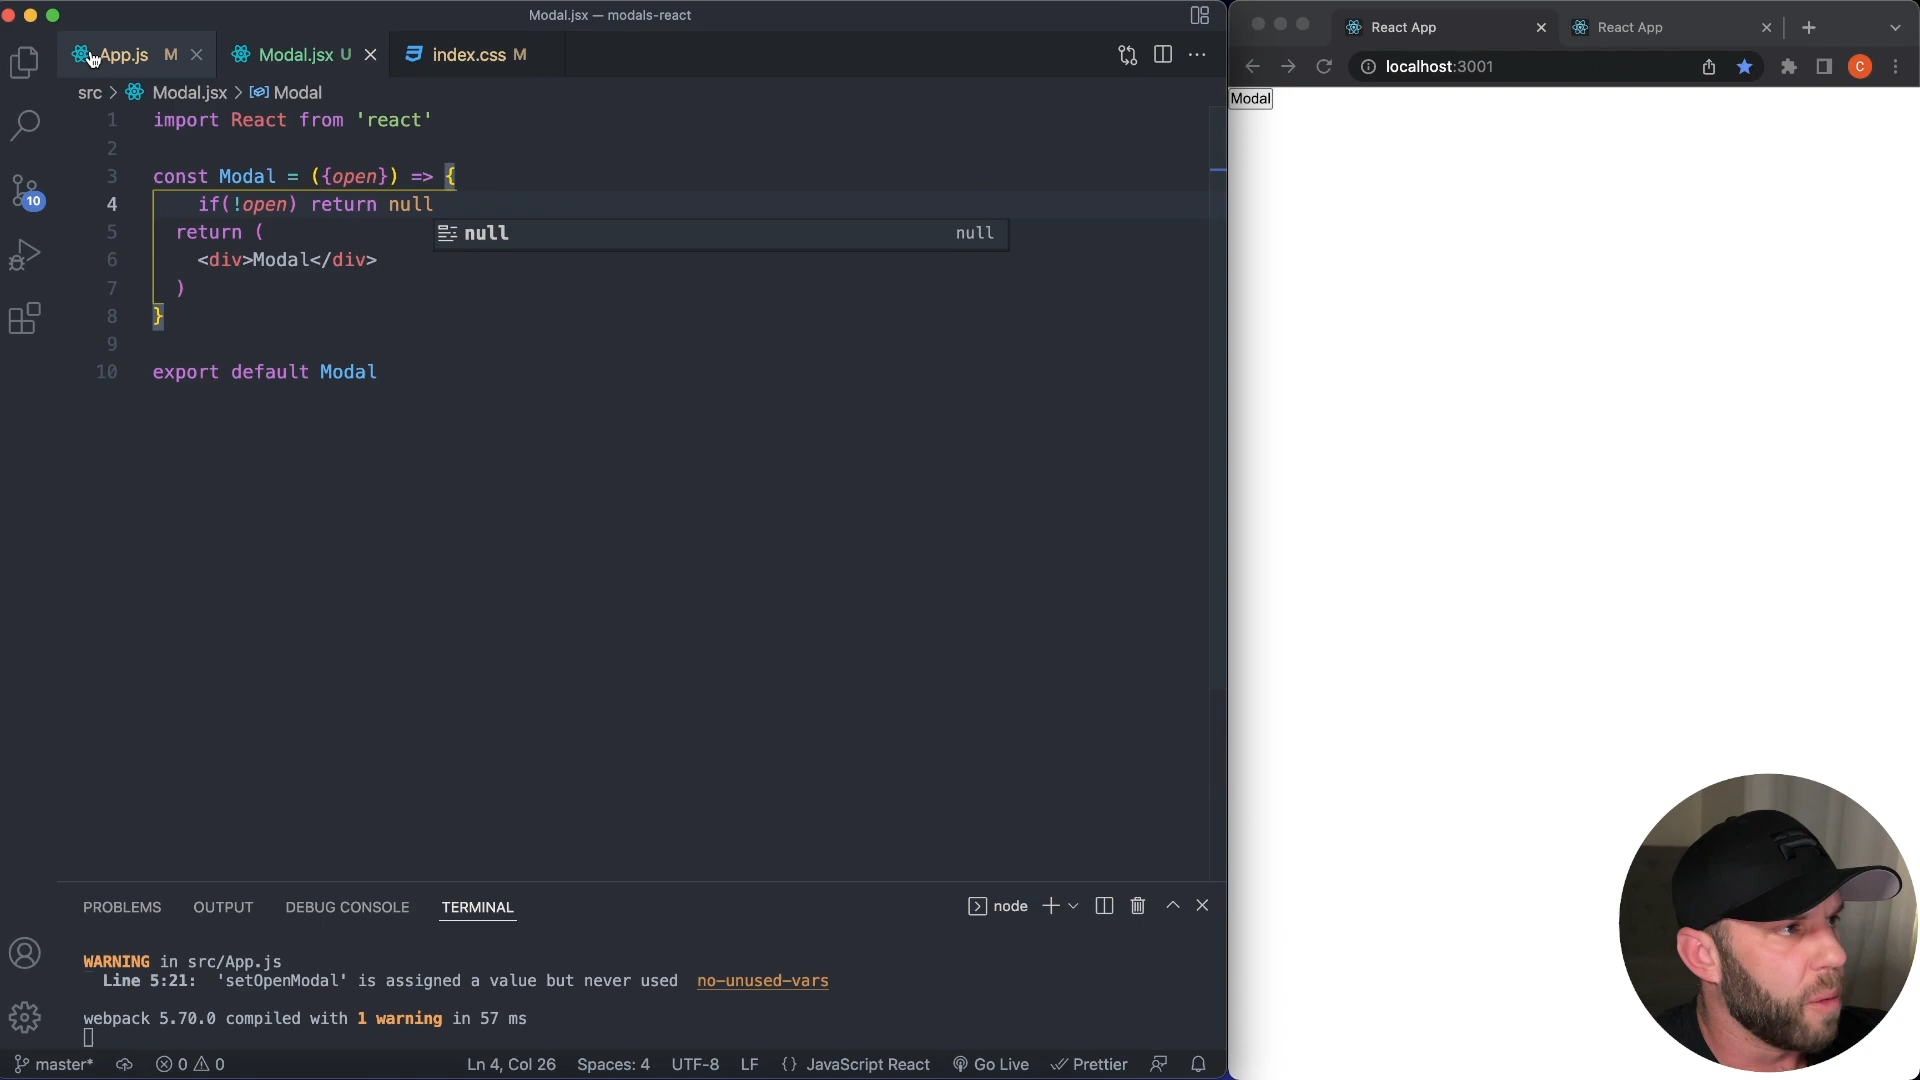 Modal.jsx — modals-react
App.js M
Modal.jsx U
index.css M
src > Modal.jsx > Modal
1 import React from 'react'
2
3 const Modal = ({open}) => {
4 if(!open) return null
null null
5 return (
6 <div>Modal</div>
7 )
8 }
9
10 export default Modal
10
PROBLEMS OUTPUT DEBUG CONSOLE TERMINAL
node
WARNING in src/App.js
Line 5:21: 'setOpenModal' is assigned a value but never used no-unused-vars
webpack 5.70.0 compiled with 1 warning in 57 ms
master* 0 0 Ln 4, Col 26 Spaces: 4 UTF-8 LF {} JavaScript React Go Live Prettier
React App
React App
localhost:3001
C
Modal